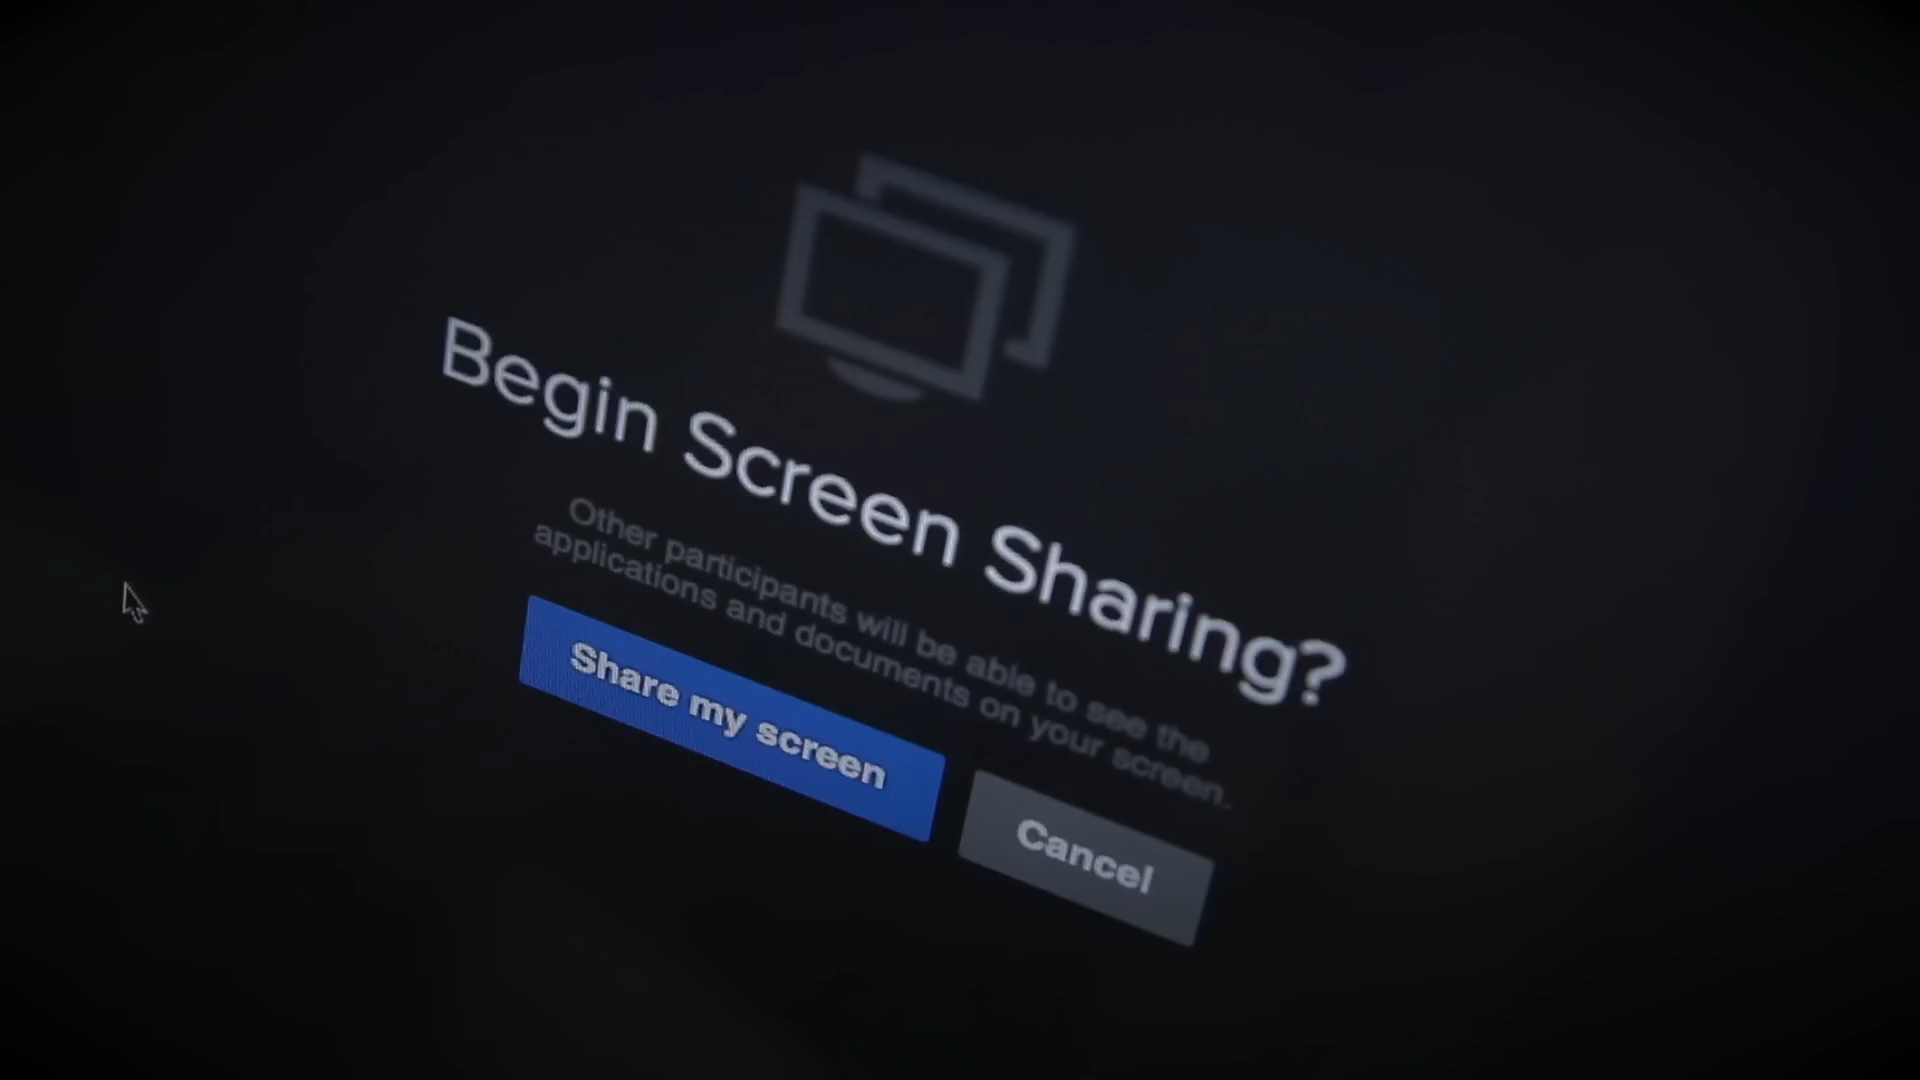 Begin Screen Sharing?
Other participants will be able to see the
applications and documents on your screen.
Share my screen
Cancel